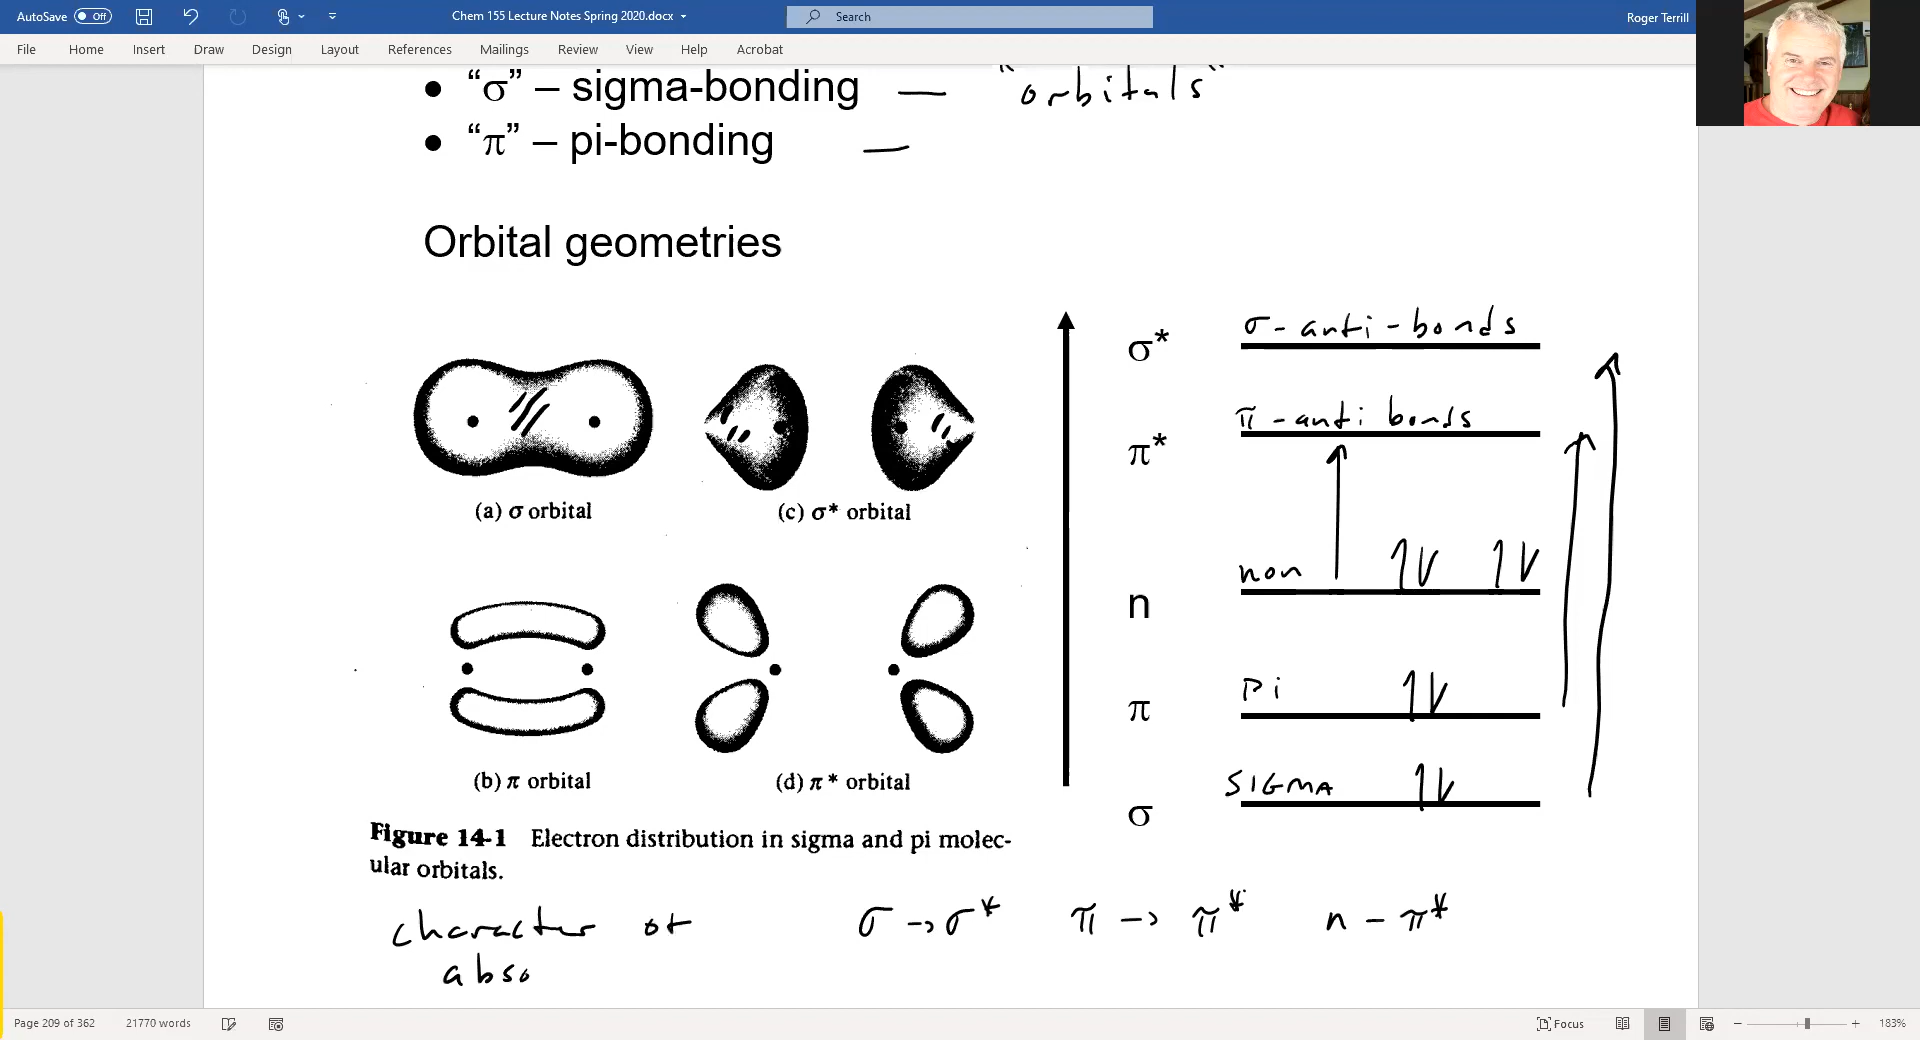 AutoSave Off Chem 155 Lecture Notes Spring 2020.docx Search Roger Terrill
File Home Insert Draw Design Layout References Mailings Review View Help Acrobat
● “σ” – sigma-bonding — "orbitals"
● “π” – pi-bonding —
Orbital geometries
(a) σ orbital
(c) σ* orbital
(b) π orbital
(d) π* orbital
Figure 14-1 Electron distribution in sigma and pi molec-
ular orbitals.
σ* σ-anti-bonds
π* π-anti bonds
n non
π Pi
σ SIGMA
character of σ → σ* π → π* n - π*
abso
Page 209 of 362 21770 words Focus 183%